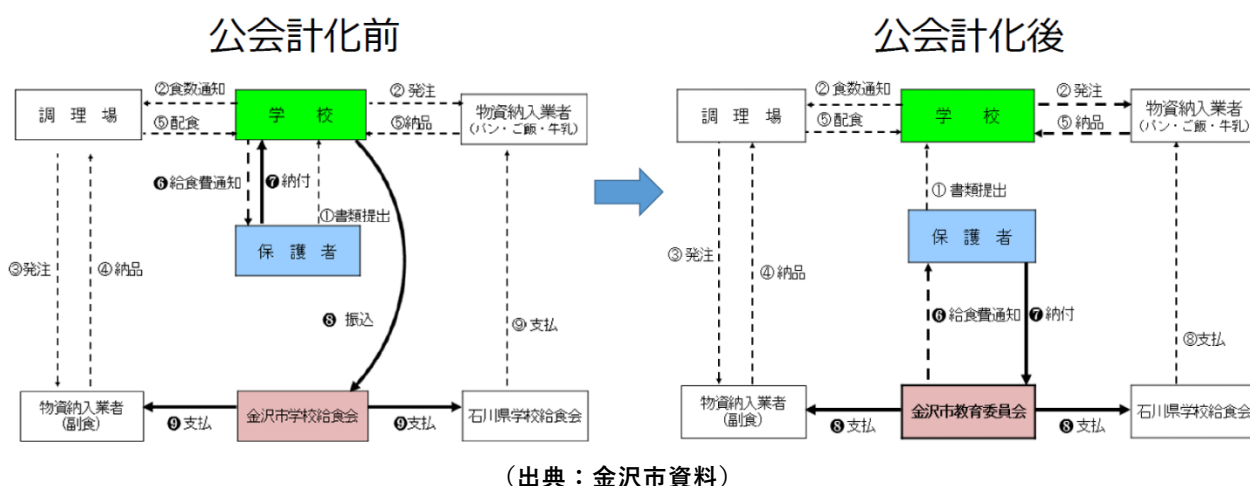 公会計化前
②食数通知
調 理 場
⑤配食
学 校
② 発注
⑤納品
物資納入業者
(パン・ご飯・牛乳)
❻給食費通知
❼納付
①書類提出
保 護 者
③発注
④ 納品
❽ 振込
⑨ 支払
物資納入業者
(副食)
❾支払
金沢市学校給食会
❾支払
石川県学校給食会
公会計化後
②食数通知
調 理 場
⑤配食
学 校
② 発注
⑤ 納品
物資納入業者
(パン・ご飯・牛乳)
① 書類提出
保 護 者
③ 発注
④ 納品
❻給食費通知
❼納付
⑧支払
物資納入業者
(副食)
❽支払
金沢市教育委員会
❽ 支払
石川県学校給食会
(出典:金沢市資料)